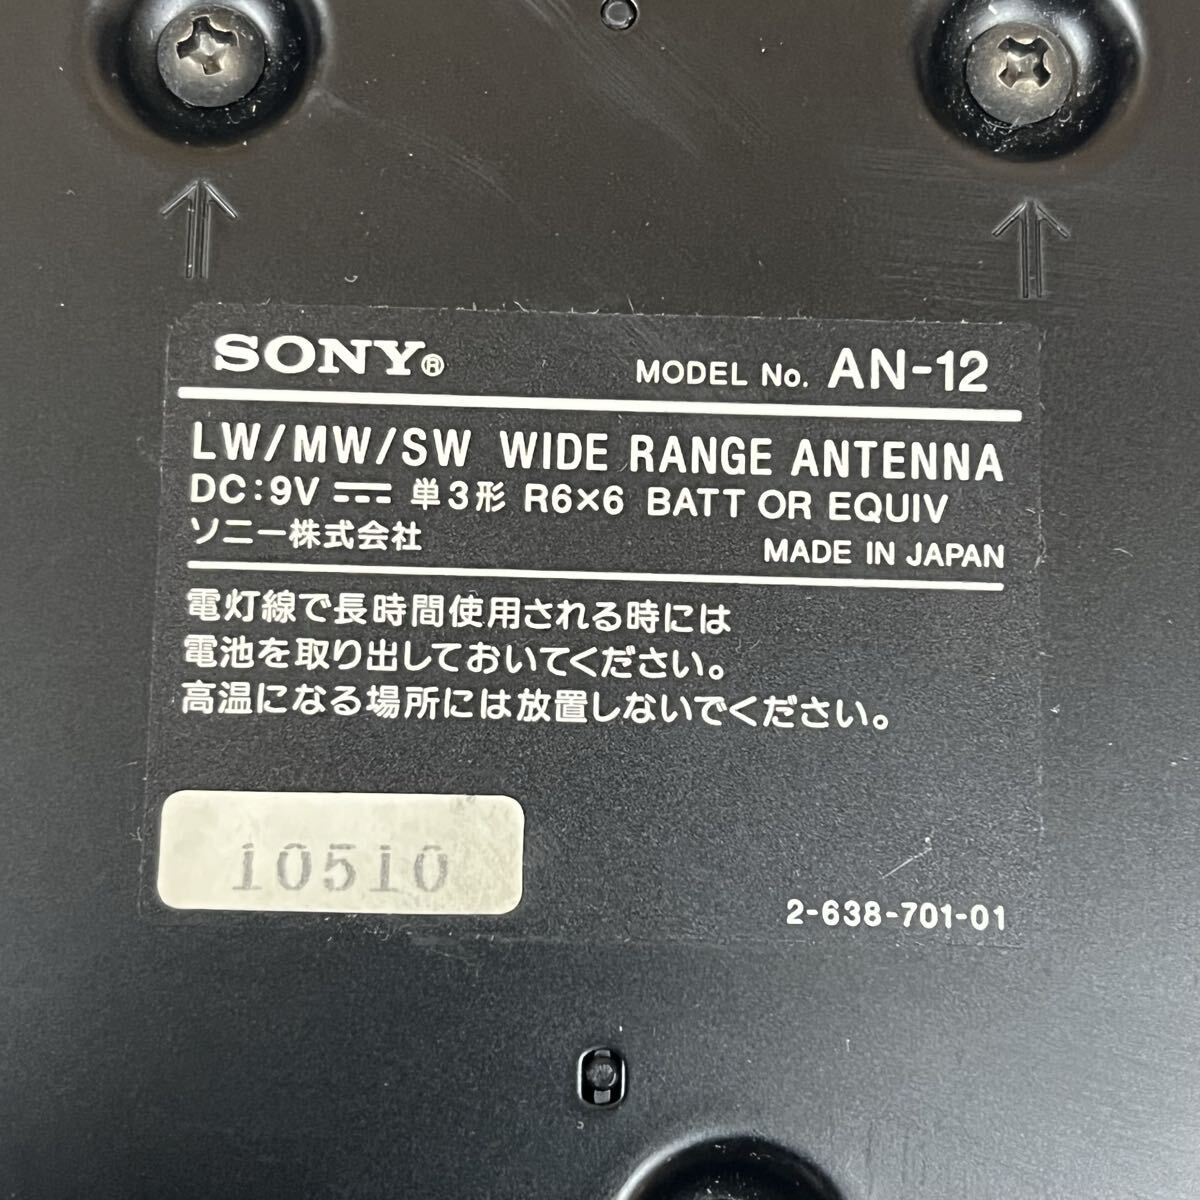 SONY®
MODEL No. AN-12
LW/MW/SW WIDE RANGE ANTENNA
DC:9V ⎓ 単3形 R6×6 BATT OR EQUIV
ソニー株式会社
MADE IN JAPAN
電灯線で長時間使用される時には
電池を取り出しておいてください。
高温になる場所には放置しないでください。
10510
2-638-701-01